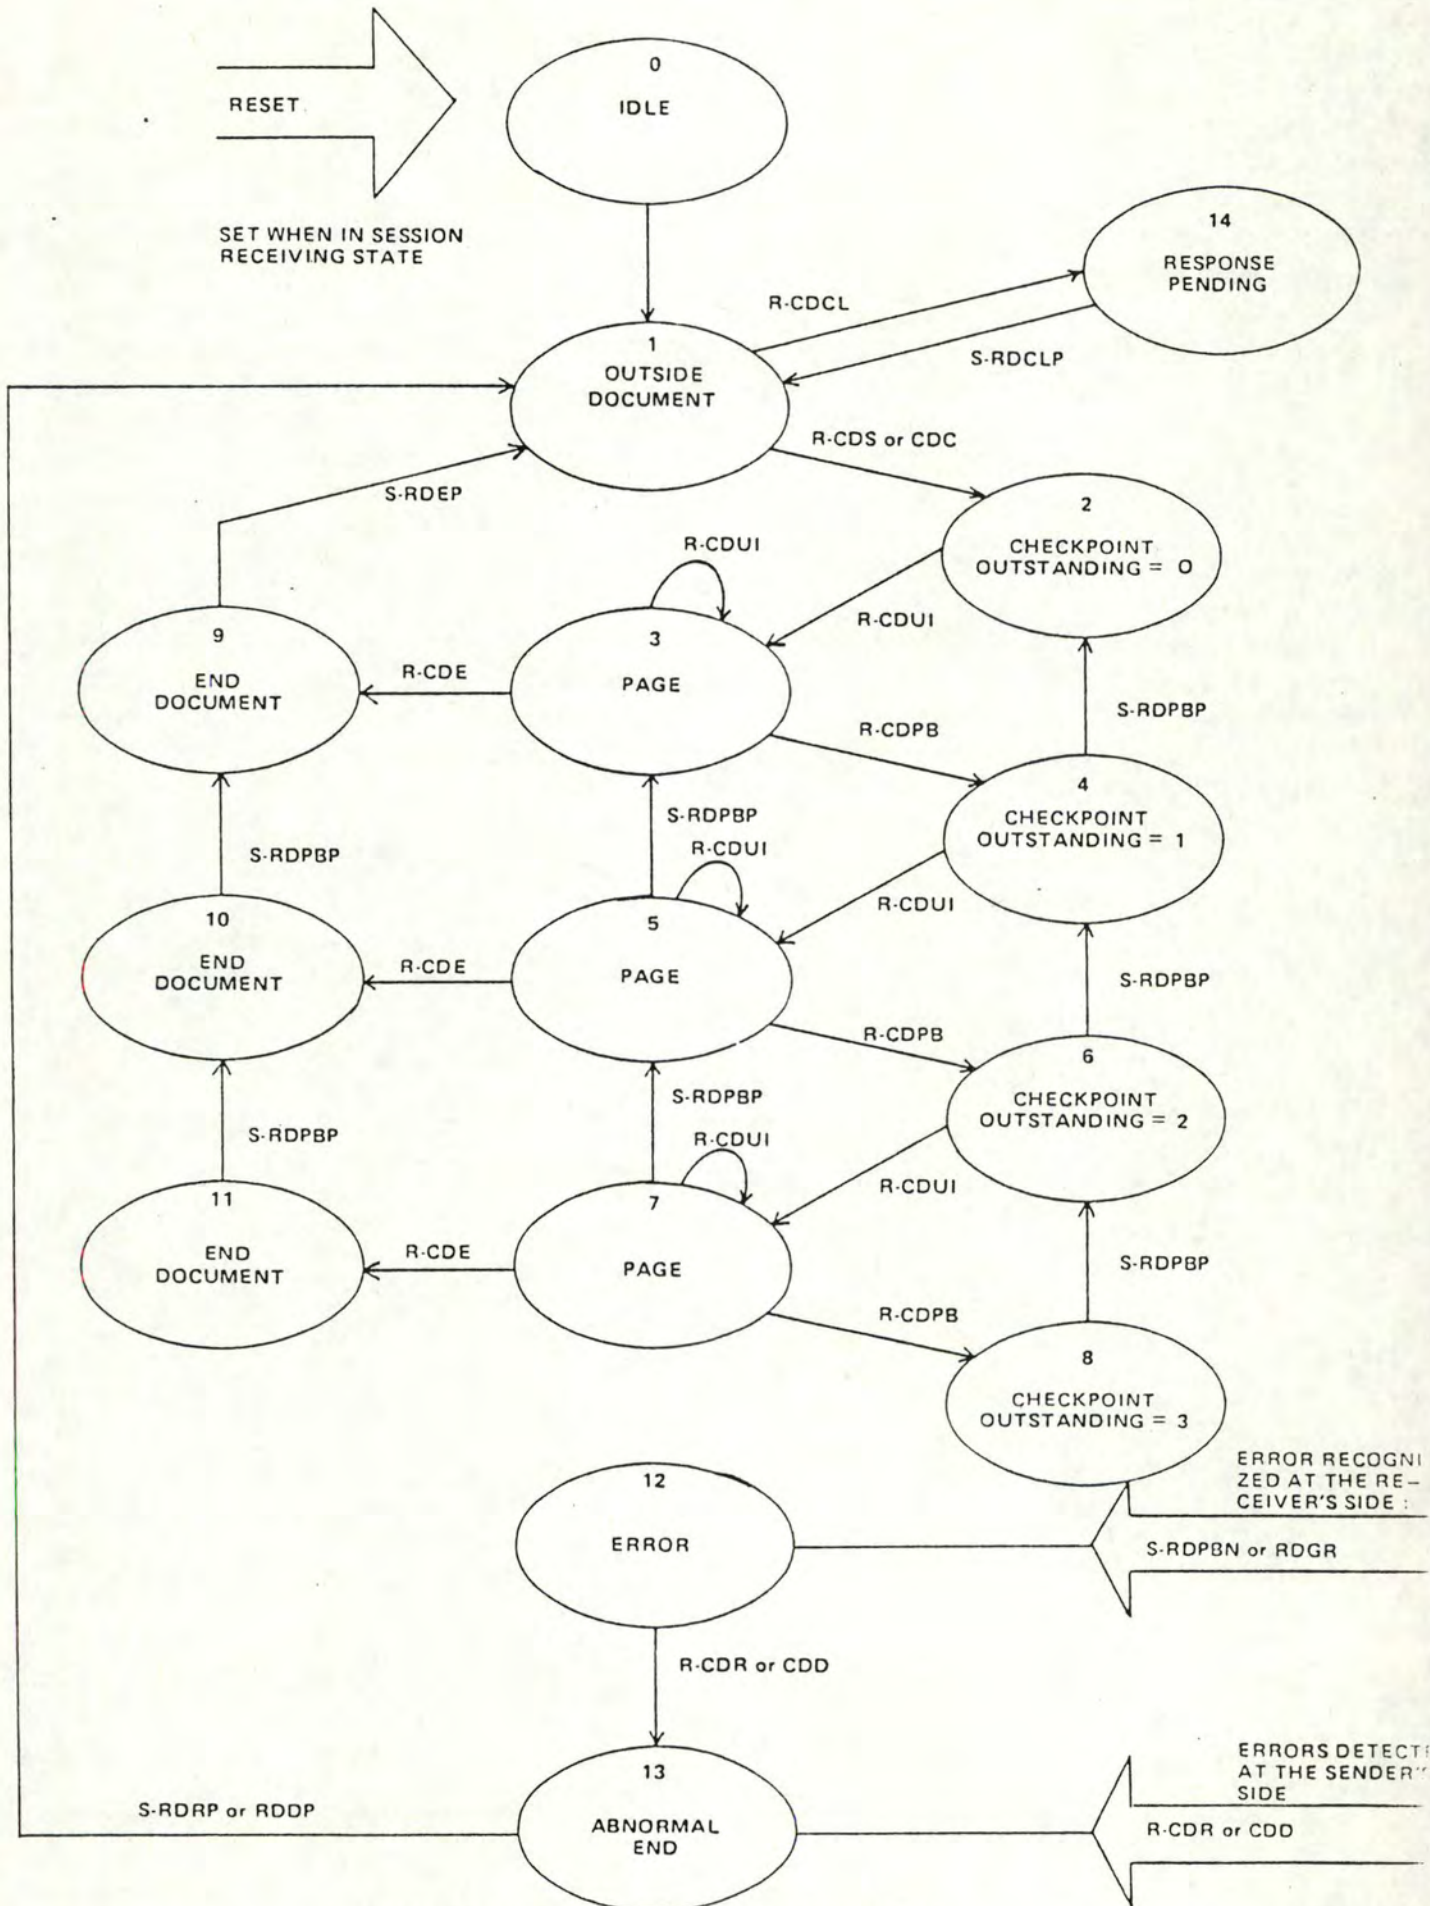 0
IDLE
RESET
SET WHEN IN SESSION
RECEIVING STATE
14
RESPONSE
PENDING
R-CDCL
S-RDCLP
1
OUTSIDE
DOCUMENT
R-CDS or CDC
S-RDEP
2
CHECKPOINT
OUTSTANDING = 0
R-CDUI
R-CDUI
9
END
DOCUMENT
R-CDE
3
PAGE
S-RDPBP
R-CDPB
4
CHECKPOINT
OUTSTANDING = 1
S-RDPBP
R-CDUI
S-RDPBP
R-CDUI
10
END
DOCUMENT
R-CDE
5
PAGE
S-RDPBP
R-CDPB
6
CHECKPOINT
OUTSTANDING = 2
S-RDPBP
R-CDUI
S-RDPBP
R-CDUI
11
END
DOCUMENT
R-CDE
7
PAGE
S-RDPBP
R-CDPB
8
CHECKPOINT
OUTSTANDING = 3
ERROR RECOGNI
ZED AT THE RE-
CEIVER'S SIDE :
12
ERROR
S-RDPBN or RDGR
R-CDR or CDD
ERRORS DETECT
AT THE SENDER'
SIDE
13
ABNORMAL
END
S-RDRP or RDDP
R-CDR or CDD